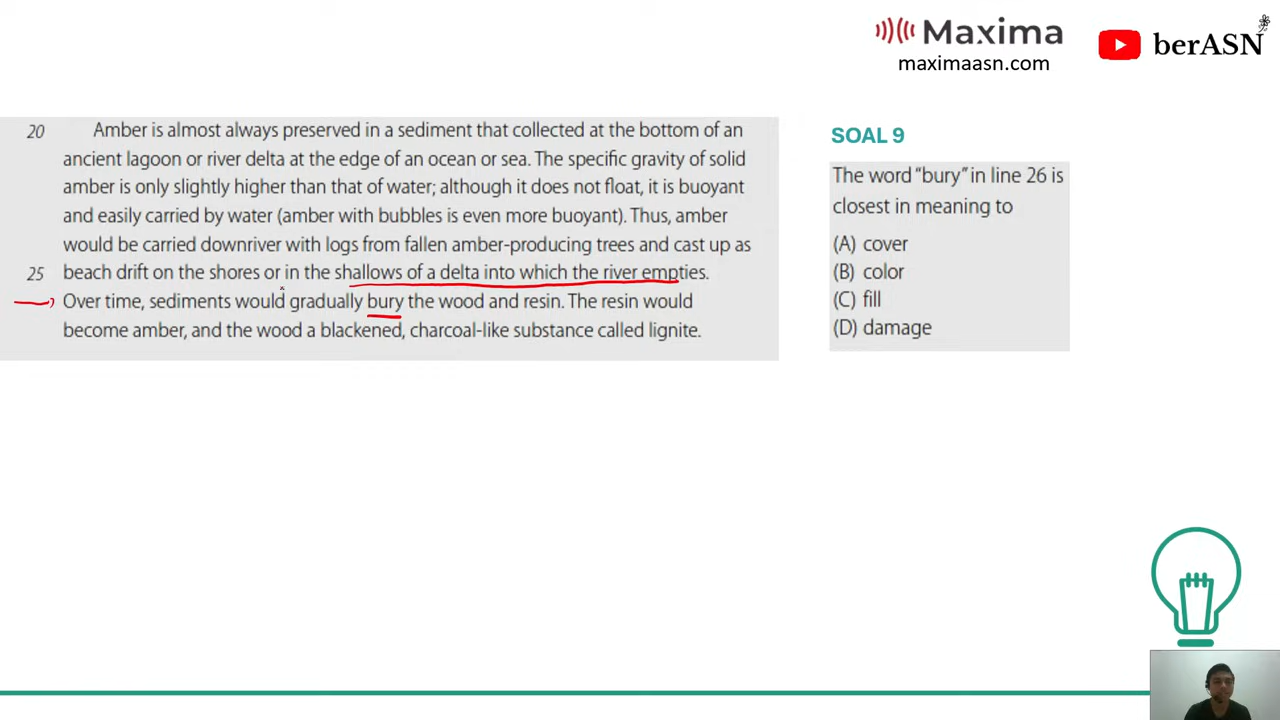 Maxima
maximaasn.com
berASN
20 Amber is almost always preserved in a sediment that collected at the bottom of an
ancient lagoon or river delta at the edge of an ocean or sea. The specific gravity of solid
amber is only slightly higher than that of water; although it does not float, it is buoyant
and easily carried by water (amber with bubbles is even more buoyant). Thus, amber
would be carried downriver with logs from fallen amber-producing trees and cast up as
25 beach drift on the shores or in the shallows of a delta into which the river empties.
Over time, sediments would gradually bury the wood and resin. The resin would
become amber, and the wood a blackened, charcoal-like substance called lignite.
SOAL 9
The word “bury” in line 26 is
closest in meaning to
(A) cover
(B) color
(C) fill
(D) damage